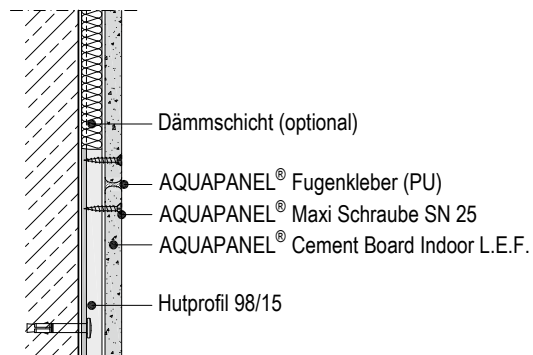 Dämmschicht (optional)
AQUAPANEL® Fugenkleber (PU)
AQUAPANEL® Maxi Schraube SN 25
AQUAPANEL® Cement Board Indoor L.E.F.
Hutprofil 98/15